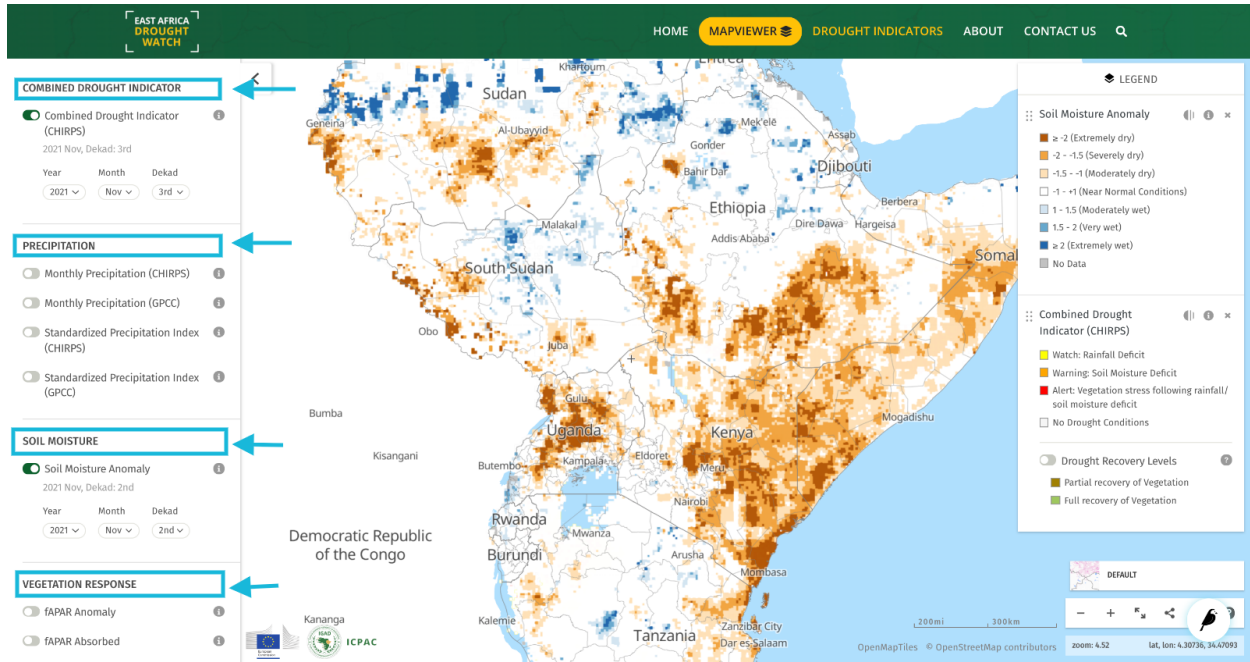 EAST AFRICA
DROUGHT
WATCH
HOME
MAPVIEWER
DROUGHT INDICATORS
ABOUT
CONTACT US
COMBINED DROUGHT INDICATOR
Combined Drought Indicator
(CHIRPS)
2021 Nov, Dekad: 3rd
Year Month Dekad
2021 Nov 3rd
PRECIPITATION
Monthly Precipitation (CHIRPS)
Monthly Precipitation (GPCC)
Standardized Precipitation Index
(CHIRPS)
Standardized Precipitation Index
(GPCC)
SOIL MOISTURE
Soil Moisture Anomaly
2021 Nov, Dekad: 2nd
Year Month Dekad
2021 Nov 2nd
VEGETATION RESPONSE
fAPAR Anomaly
fAPAR Absorbed
Khartoum
Eritrea
Sudan
Geneina
Al-Ubayyid
Mek'elē
Assab
Gonder
Bahir Dar
Djibouti
Ethiopia
Berbera
Malakal
Dire Dawa
Hargeisa
Addis Ababa
Somal
South Sudan
Obo
Juba
Bumba
Gulu
Mogadishu
Uganda
Kenya
Kisangani
Butembo
Kampala
Eldoret
Meru
Nairobi
Rwanda
Democratic Republic
of the Congo
Mwanza
Burundi
Arusha
Mombasa
Kananga
Kalemie
Zanzibar City
Tanzania
Dar es Salaam
European
Commission
IGAD
ICPAC
200mi
300km
OpenMapTiles © OpenStreetMap contributors
LEGEND
Soil Moisture Anomaly
≥ -2 (Extremely dry)
-2 - -1.5 (Severely dry)
-1.5 - -1 (Moderately dry)
-1 - +1 (Near Normal Conditions)
1 - 1.5 (Moderately wet)
1.5 - 2 (Very wet)
≥ 2 (Extremely wet)
No Data
Combined Drought
Indicator (CHIRPS)
Watch: Rainfall Deficit
Warning: Soil Moisture Deficit
Alert: Vegetation stress following rainfall/
soil moisture deficit
No Drought Conditions
Drought Recovery Levels
Partial recovery of Vegetation
Full recovery of Vegetation
DEFAULT
zoom: 4.52
lat, lon: 4.30736, 34.47093